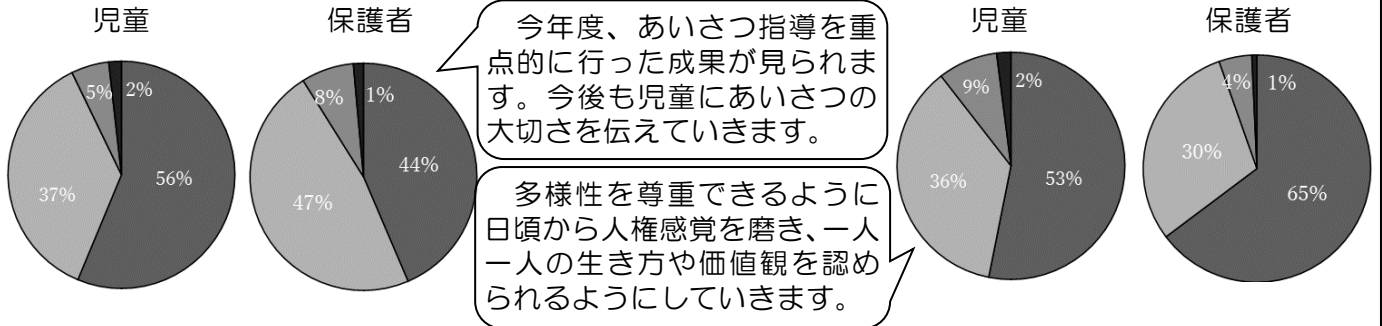 児童
保護者
5%
2%
37%
56%
8%
1%
44%
47%
今年度、あいさつ指導を重
点的に行った成果が見られま
す。今後も児童にあいさつの
大切さを伝えていきます。
多様性を尊重できるように
日頃から人権感覚を磨き、一人
一人の生き方や価値観を認め
られるようにしていきます。
児童
保護者
9%
2%
36%
53%
4%
1%
30%
65%